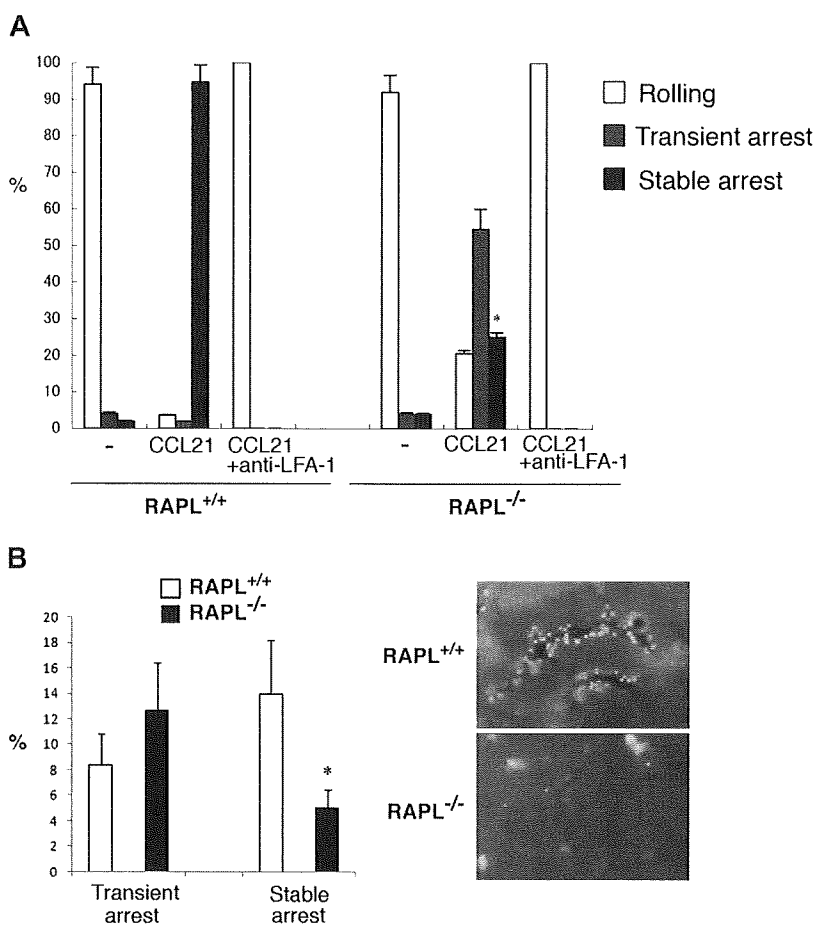 A
100
90
80
70
60
50
40
30
20
10
0
%
Rolling
Transient arrest
Stable arrest
*
- CCL21 CCL21 +anti-LFA-1
- CCL21 CCL21 +anti-LFA-1
RAPL+/+
RAPL-/-
B
RAPL+/+
RAPL-/-
20
18
16
14
12
10
8
6
4
2
0
%
*
Transient arrest
Stable arrest
RAPL+/+
RAPL-/-